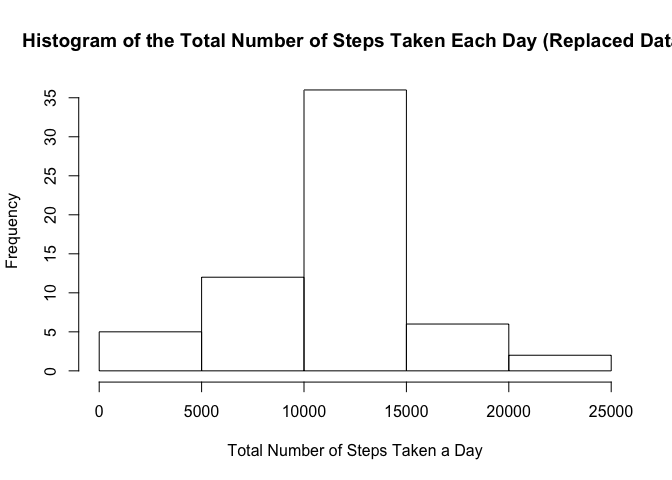 Histogram of the Total Number of Steps Taken Each Day (Replaced Data
35
30
25
20
15
10
5
0
Frequency
0 5000 10000 15000 20000 25000
Total Number of Steps Taken a Day